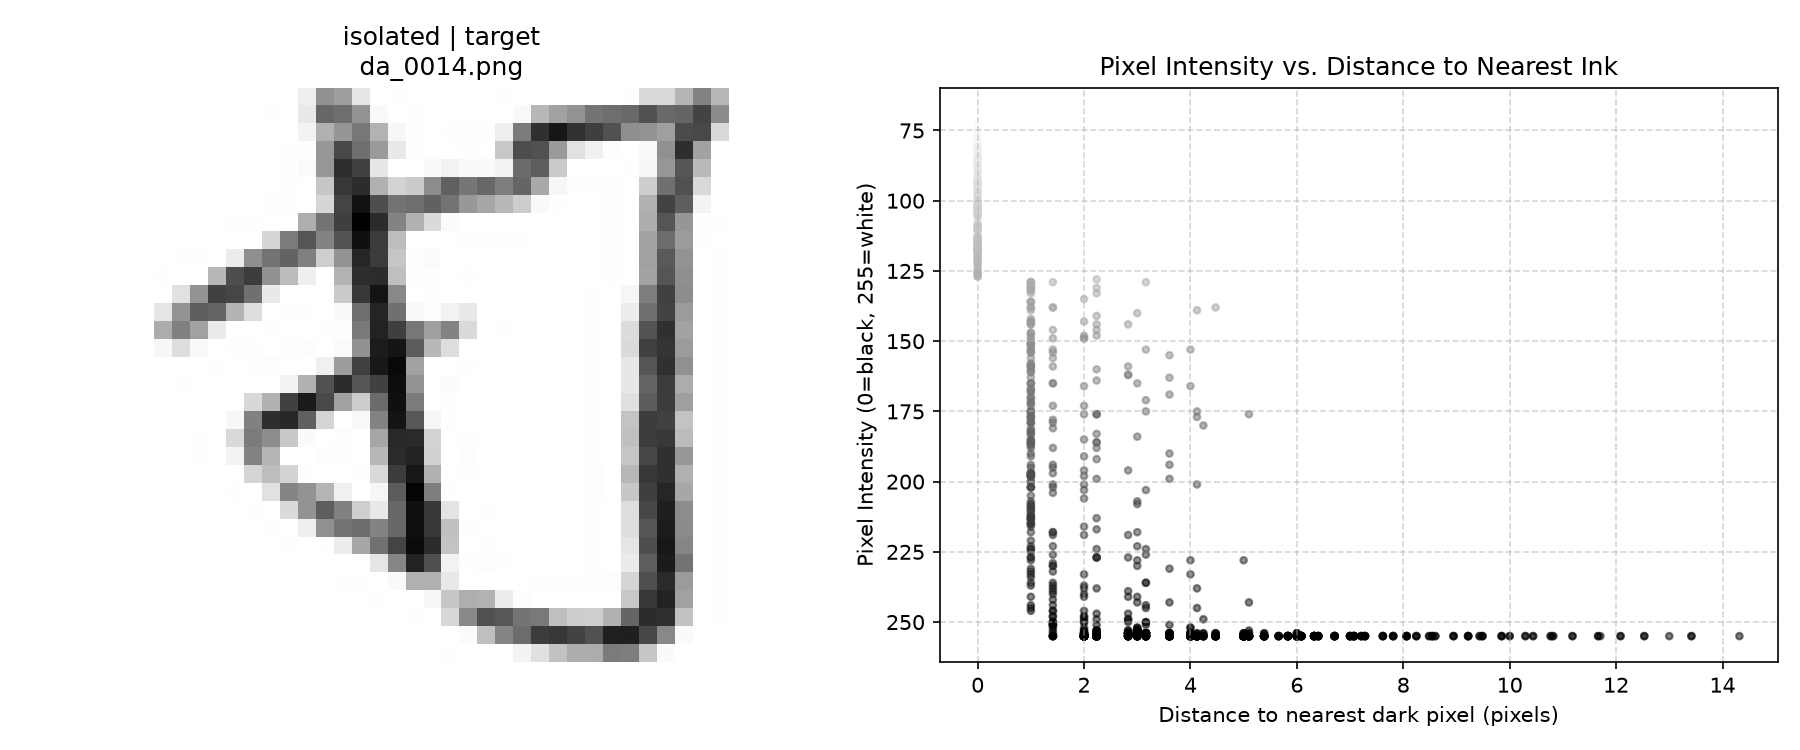 isolated | target
da_0014.png
Pixel Intensity vs. Distance to Nearest Ink
Pixel Intensity (0=black, 255=white)
75
100
125
150
175
200
225
250
0 2 4 6 8 10 12 14
Distance to nearest dark pixel (pixels)